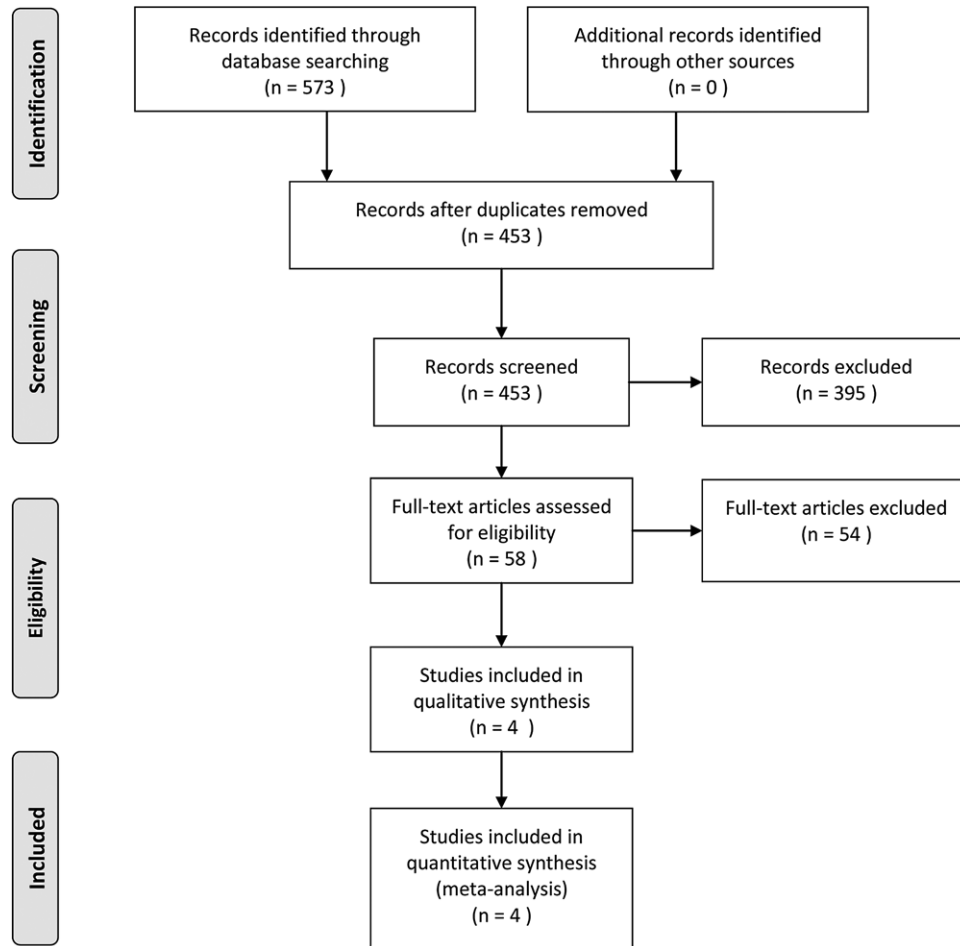 Identification
Records identified through
database searching
(n = 573 )
Additional records identified
through other sources
(n = 0 )
Records after duplicates removed
(n = 453 )
Screening
Records screened
(n = 453 )
Records excluded
(n = 395 )
Eligibility
Full-text articles assessed
for eligibility
(n = 58 )
Full-text articles excluded
(n = 54 )
Studies included in
qualitative synthesis
(n = 4 )
Included
Studies included in
quantitative synthesis
(meta-analysis)
(n = 4 )